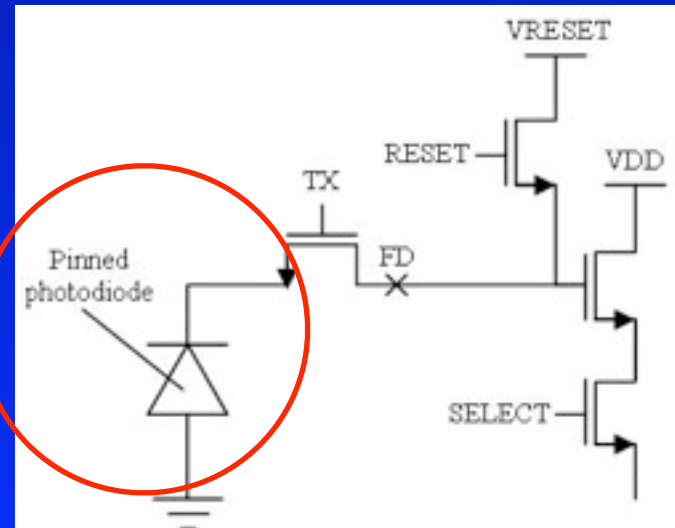 VRESET
RESET
VDD
TX
FD
Pinned
photodiode
SELECT